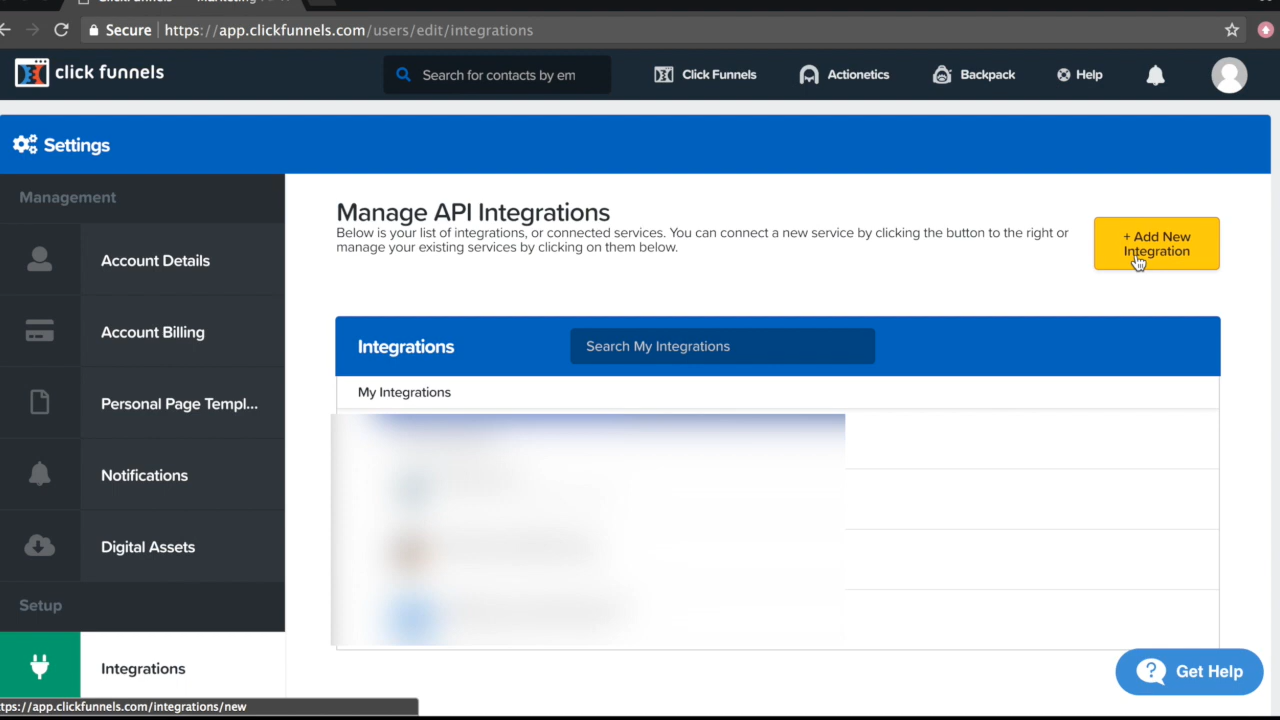 Secure https://app.clickfunnels.com/users/edit/integrations
click funnels
Search for contacts by em
Click Funnels
Actionetics
Backpack
Help
Settings
Management
Account Details
Account Billing
Personal Page Templ...
Notifications
Digital Assets
Setup
Integrations
Manage API Integrations
Below is your list of integrations, or connected services. You can connect a new service by clicking the button to the right or
manage your existing services by clicking on them below.
+ Add New
Integration
Integrations
Search My Integrations
My Integrations
? Get Help
ttps://app.clickfunnels.com/integrations/new